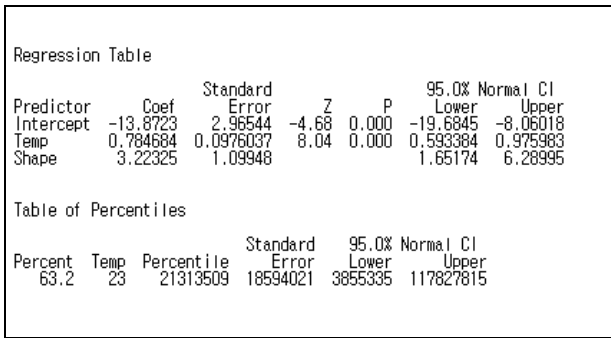 Regression Table
Standard 95.0% Normal CI
Predictor Coef Error Z P Lower Upper
Intercept -13.8723 2.96544 -4.68 0.000 -19.6845 -8.06018
Temp 0.784684 0.0976037 8.04 0.000 0.593384 0.975983
Shape 3.22325 1.09948 1.65174 6.28995
Table of Percentiles
Standard 95.0% Normal CI
Percent Temp Percentile Error Lower Upper
63.2 23 21313509 18594021 3855335 117827815